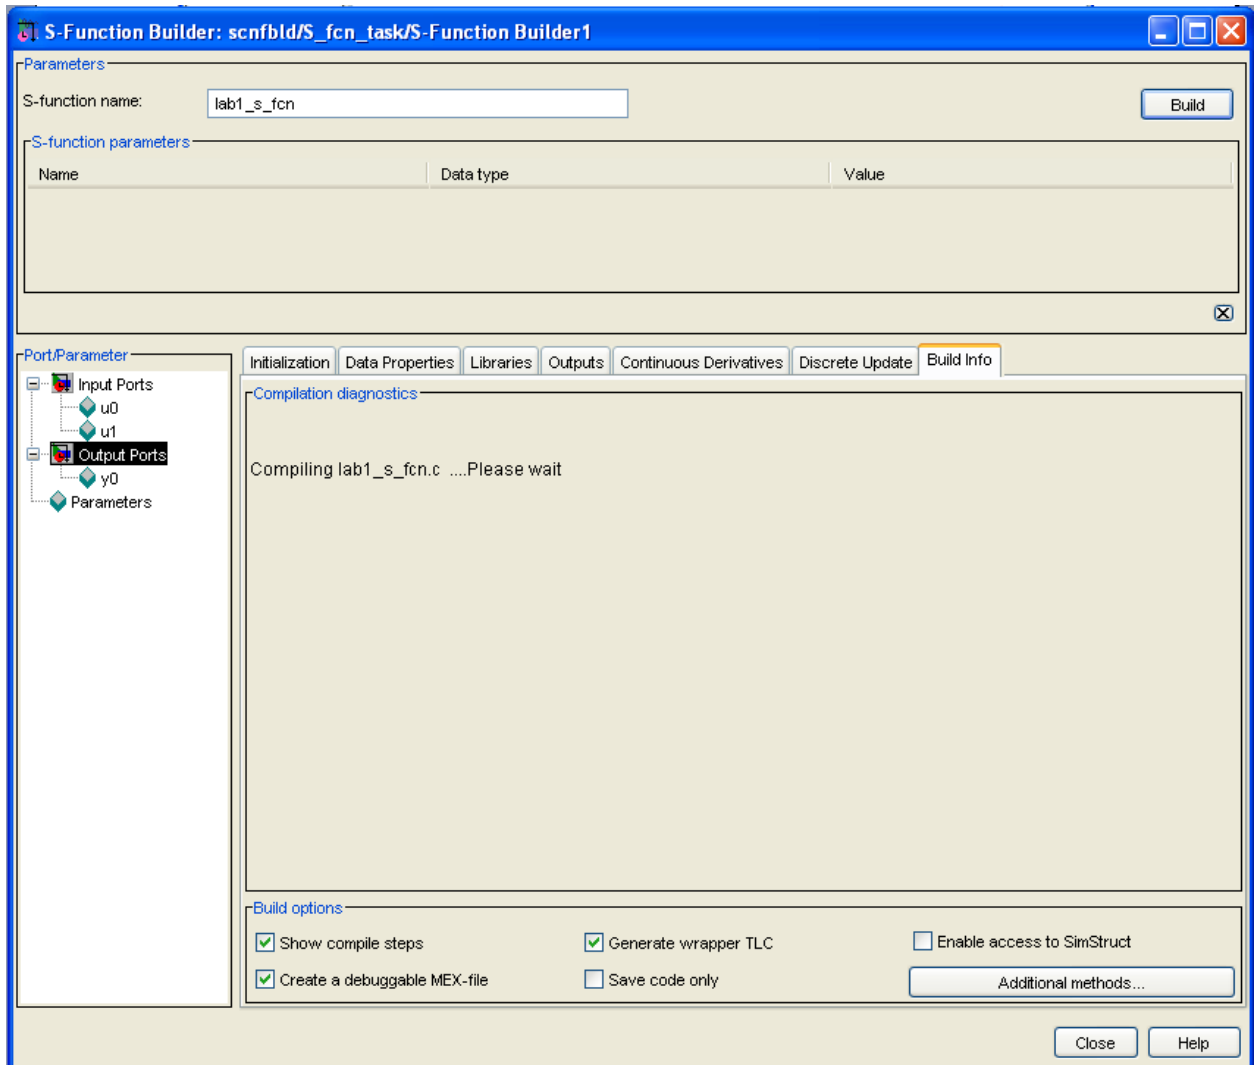 S-Function Builder: scnfbld/S_fcn_task/S-Function Builder1
Parameters
S-function name: lab1_s_fcn Build
S-function parameters
Name Data type Value
Port/Parameter
Input Ports
u0
u1
Output Ports
y0
Parameters
Initialization Data Properties Libraries Outputs Continuous Derivatives Discrete Update Build Info
Compilation diagnostics
Compiling lab1_s_fcn.c ....Please wait
Build options
Show compile steps Generate wrapper TLC Enable access to SimStruct
Create a debuggable MEX-file Save code only Additional methods...
Close Help